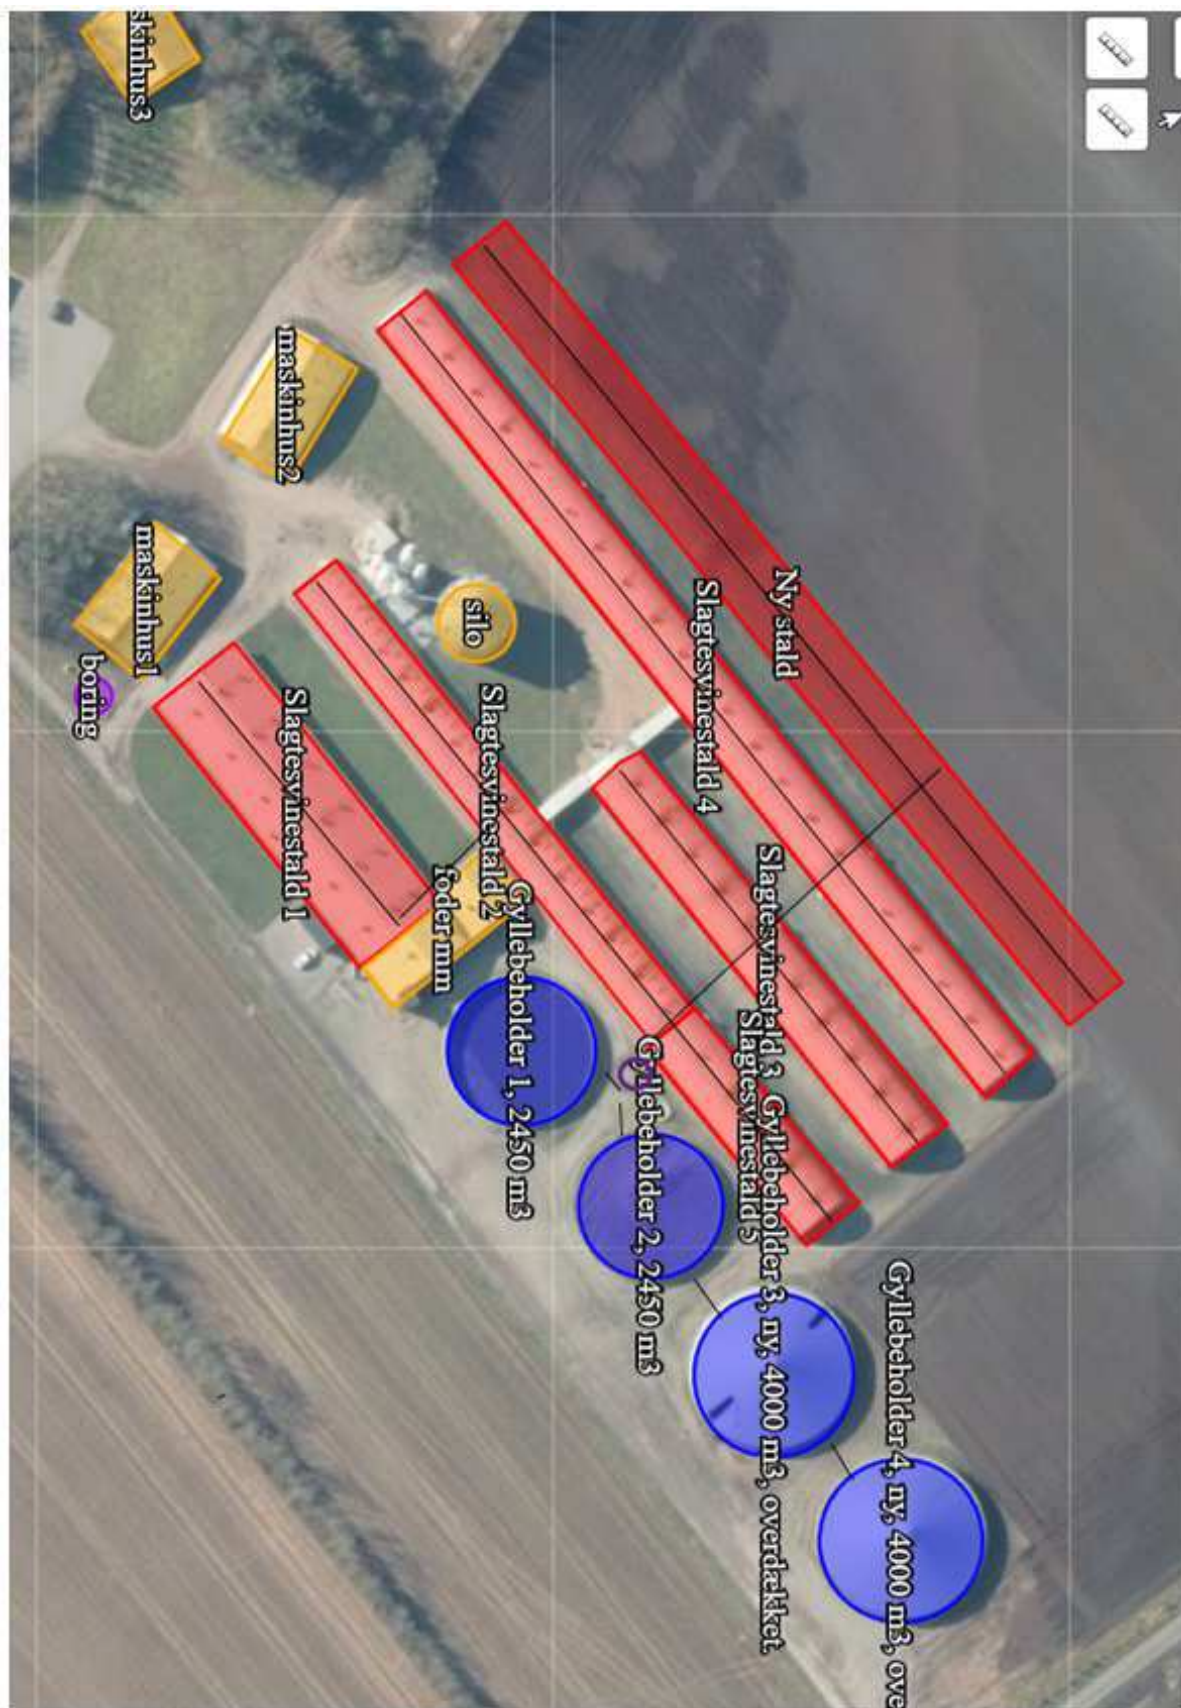 skinhus3
maskinhus2
maskinhus1
boring
silo
Ny stald
Slagtesvinestald 4
Slagtesvinestald 1
Slagtesvinestald 2
foder mm
Slagtesvinestald 3
Slagtesvinestald 5
Gyllebeholder 1, 2450 m3
Gyllebeholder 2, 2450 m3
Gyllebeholder 3, ny, 4000 m3, overdækket
Gyllebeholder 4, ny, 4000 m3, ove